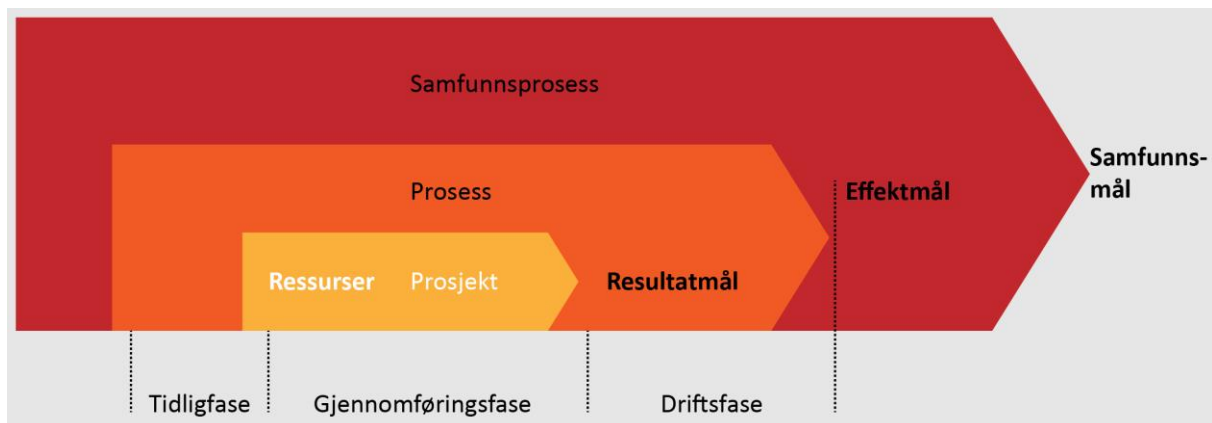 Samfunnsprosess
Samfunns-
mål
Prosess
Effektmål
Ressurser Prosjekt Resultatmål
Tidligfase Gjennomføringsfase Driftsfase